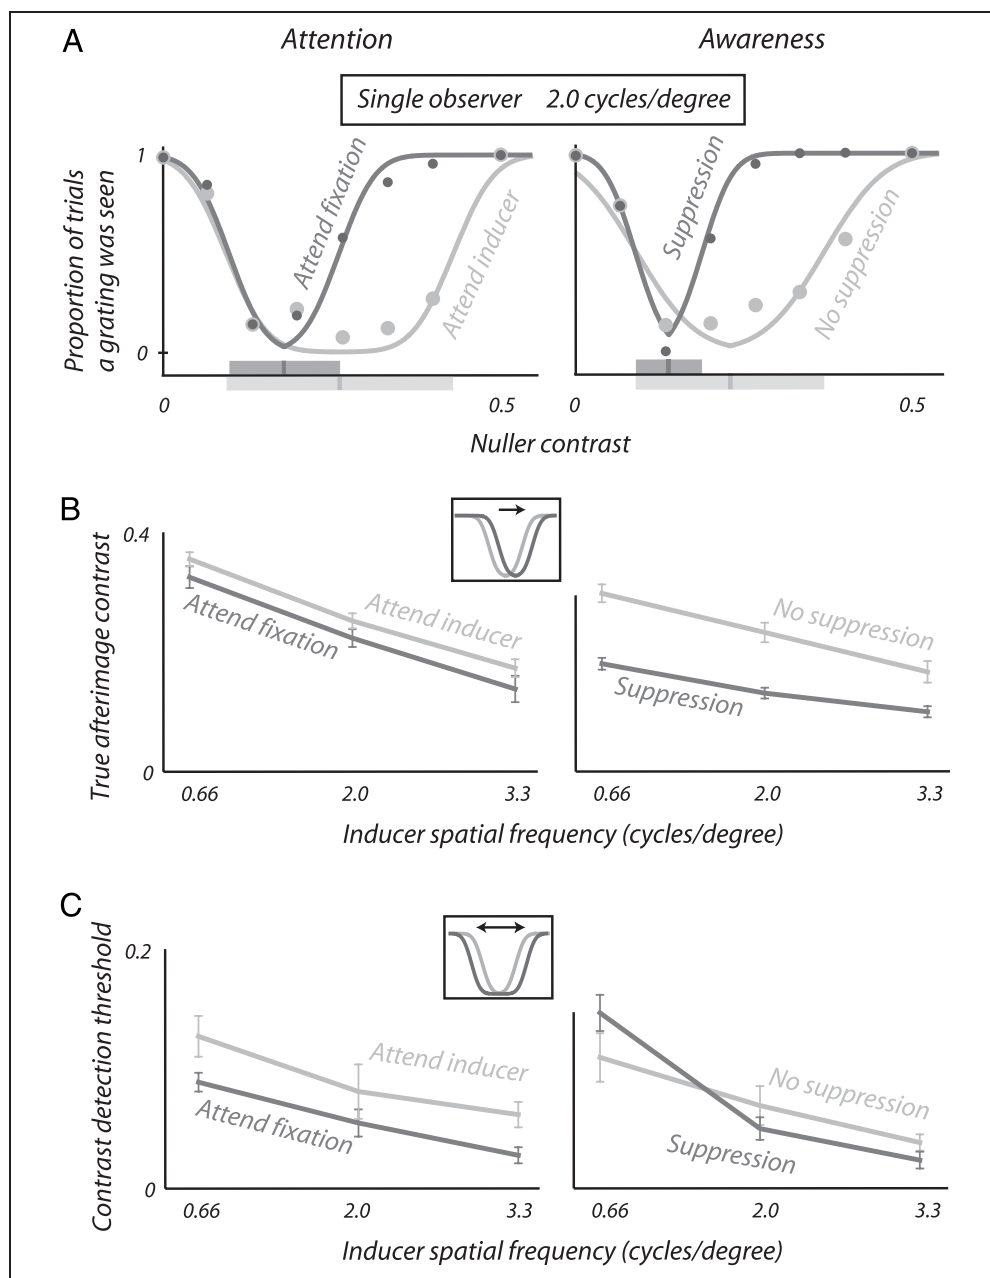 A
Attention
Awareness
Single observer 2.0 cycles/degree
Proportion of trials
a grating was seen
1
0
Attend fixation
Attend inducer
Suppression
No suppression
0
0.5
0
0.5
Nuller contrast
B
True afterimage contrast
0.4
0
Attend inducer
Attend fixation
No suppression
Suppression
0.66
2.0
3.3
0.66
2.0
3.3
Inducer spatial frequency (cycles/degree)
C
Contrast detection threshold
0.2
0
Attend inducer
Attend fixation
No suppression
Suppression
0.66
2.0
3.3
0.66
2.0
3.3
Inducer spatial frequency (cycles/degree)